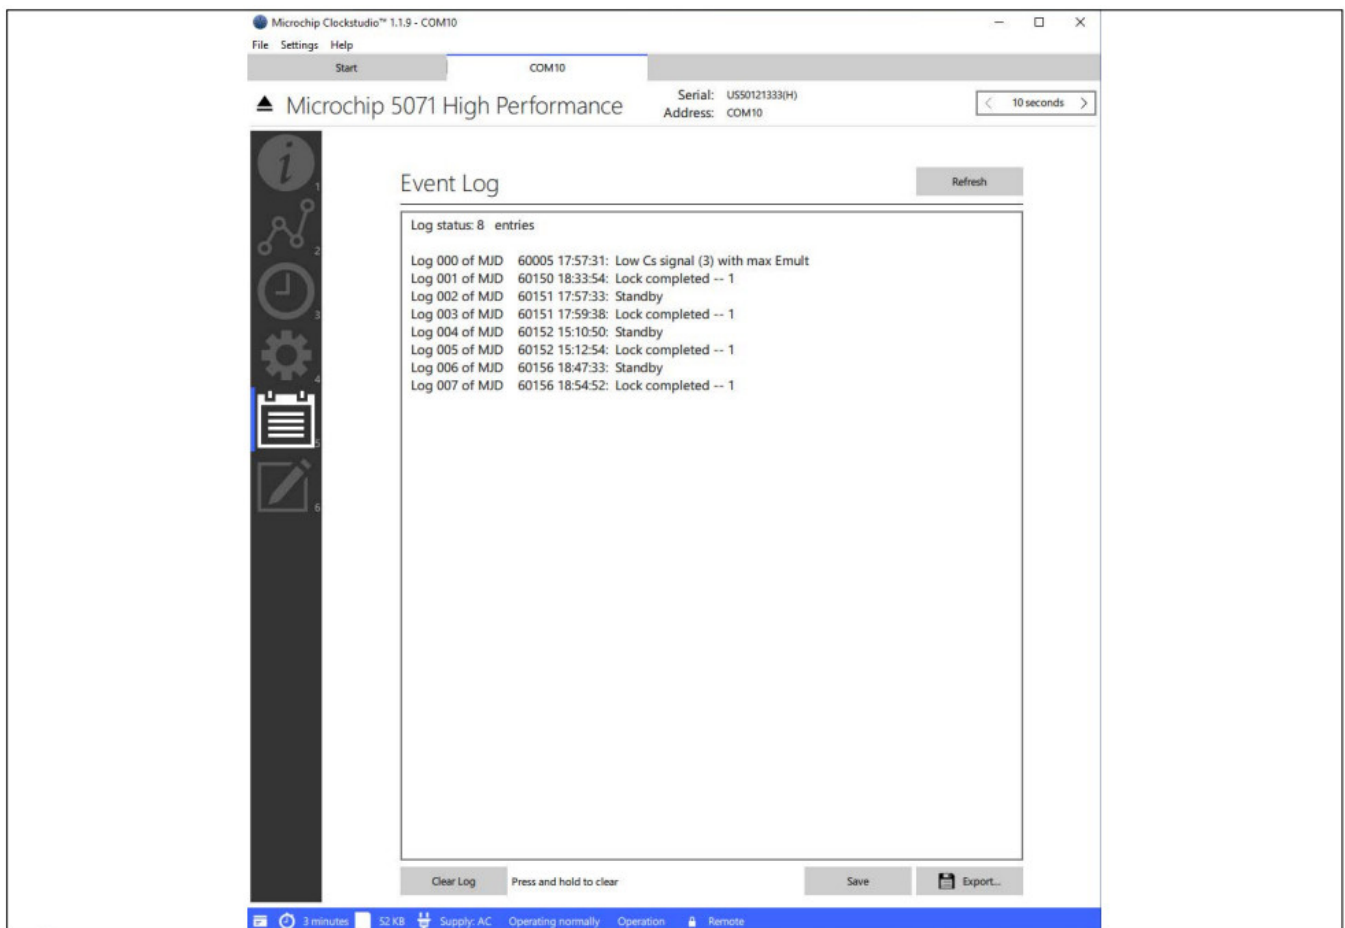 Microchip Clockstudio™ 1.1.9 - COM10
File Settings Help
Start COM10
Microchip 5071 High Performance
Serial: US50121333(H)
Address: COM10
10 seconds
1
2
3
4
5
6
Event Log
Refresh
Log status: 8 entries
Log 000 of MJD 60005 17:57:31: Low Cs signal (3) with max Emult
Log 001 of MJD 60150 18:33:54: Lock completed -- 1
Log 002 of MJD 60151 17:57:33: Standby
Log 003 of MJD 60151 17:59:38: Lock completed -- 1
Log 004 of MJD 60152 15:10:50: Standby
Log 005 of MJD 60152 15:12:54: Lock completed -- 1
Log 006 of MJD 60156 18:47:33: Standby
Log 007 of MJD 60156 18:54:52: Lock completed -- 1
Clear Log Press and hold to clear Save Export...
3 minutes 52 KB Supply: AC Operating normally Operation Remote